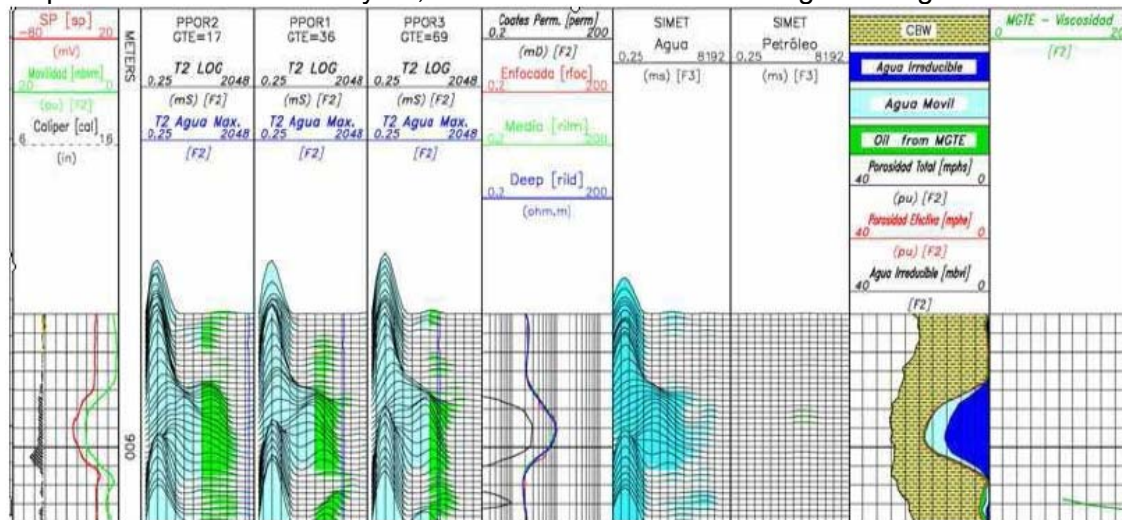 SP [sp]
-80 20
(mV)
Movilidad [mbvm]
20 0
(pu) [F2]
Caliper [cal]
6 16
(in)
METERS
900
PPOR2
GTE=17
T2 LOG
0.25 2048
(mS) [F2]
T2 Agua Max.
0.25 2048
[F2]
PPOR1
GTE=36
T2 LOG
0.25 2048
(mS) [F2]
T2 Agua Max.
0.25 2048
[F2]
PPOR3
GTE=69
T2 LOG
0.25 2048
(mS) [F2]
T2 Agua Max.
0.25 2048
[F2]
Coates Perm. [perm]
0.2 200
(mD) [F2]
Enfocada [rfoc]
0.2 200
Media [rilm]
0.2 200
Deep [rild]
0.2 200
(ohm.m)
SIMET
Agua
0.25 8192
(ms) [F3]
SIMET
Petróleo
0.25 8192
(ms) [F3]
CBW
Agua Irreducible
Agua Movil
Oil from MGTE
Porosidad Total [mphs]
40 0
(pu) [F2]
Porosidad Efectiva [mphe]
40 0
(pu) [F2]
Agua Irreducible [mbvi]
40 0
[F2]
MGTE - Viscosidad
0 20
[F2]